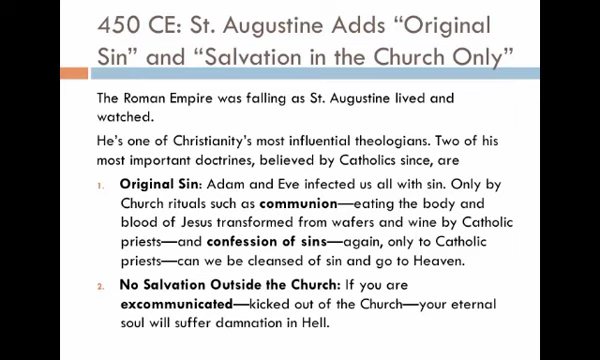 450 CE: St. Augustine Adds “Original
Sin” and “Salvation in the Church Only”
The Roman Empire was falling as St. Augustine lived and
watched.
He’s one of Christianity’s most influential theologians. Two of his
most important doctrines, believed by Catholics since, are
1. Original Sin: Adam and Eve infected us all with sin. Only by
Church rituals such as communion—eating the body and
blood of Jesus transformed from wafers and wine by Catholic
priests—and confession of sins—again, only to Catholic
priests—can we be cleansed of sin and go to Heaven.
2. No Salvation Outside the Church: If you are
excommunicated—kicked out of the Church—your eternal
soul will suffer damnation in Hell.